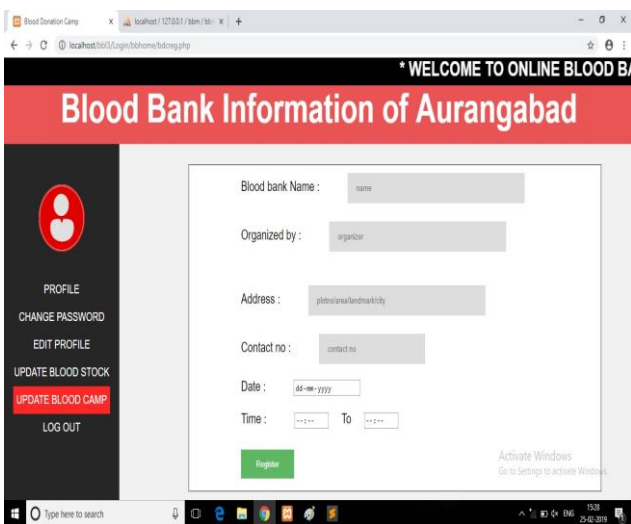 Blood Donation Camp
localhost / 127.0.0.1 / bbm / bb
localhost/bbl3/Login/bbhome/bdcreg.php
* WELCOME TO ONLINE BLOOD BA
Blood Bank Information of Aurangabad
Blood bank Name : name
Organized by : organizer
PROFILE
Address : plotno/area/landmark/city
CHANGE PASSWORD
EDIT PROFILE
Contact no : contact no
UPDATE BLOOD STOCK
Date : dd-mm-yyyy
UPDATE BLOOD CAMP
Time : --:-- To --:--
LOG OUT
Register
Activate Windows
Go to Settings to activate Windows.
Type here to search
ENG
15:28
25-02-2019